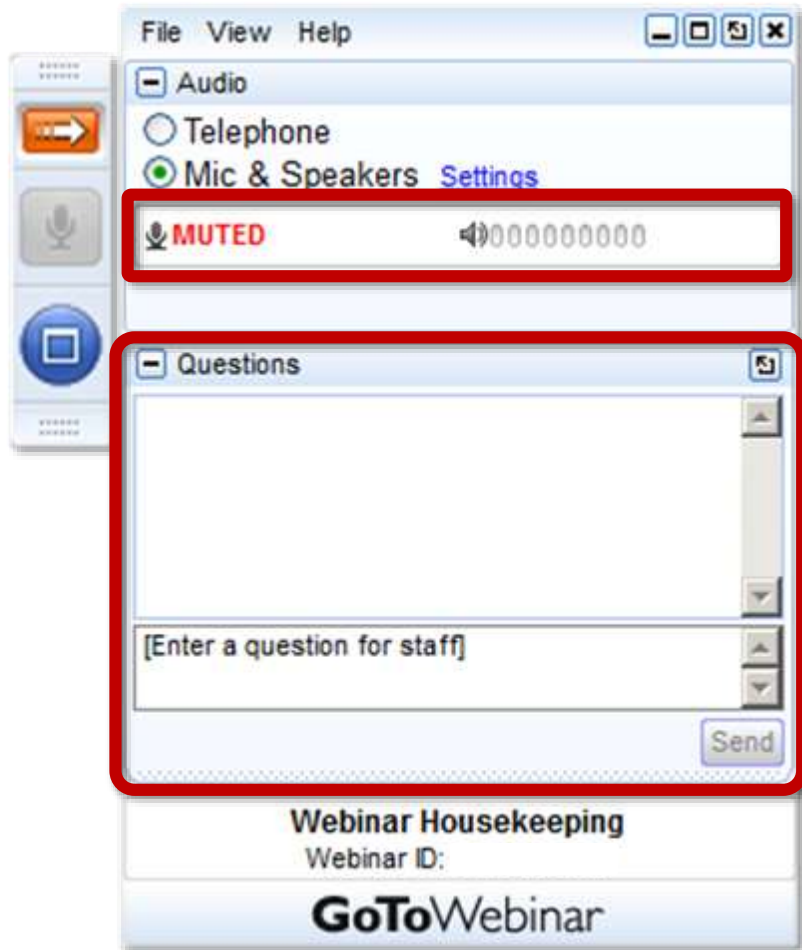 File View Help
Audio
Telephone
Mic & Speakers Settings
MUTED
Questions
[Enter a question for staff]
Send
Webinar Housekeeping
Webinar ID:
GoToWebinar